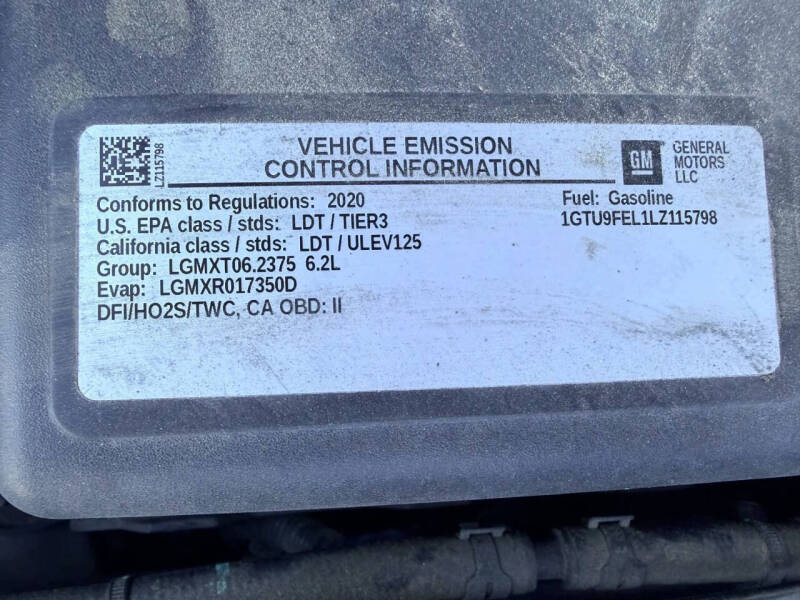 LZ115798
VEHICLE EMISSION
CONTROL INFORMATION
GM
GENERAL
MOTORS
LLC
Conforms to Regulations: 2020
Fuel: Gasoline
U.S. EPA class / stds: LDT / TIER3
1GTU9FEL1LZ115798
California class / stds: LDT / ULEV125
Group: LGMXT06.2375 6.2L
Evap: LGMXR017350D
DFI/HO2S/TWC, CA OBD: II